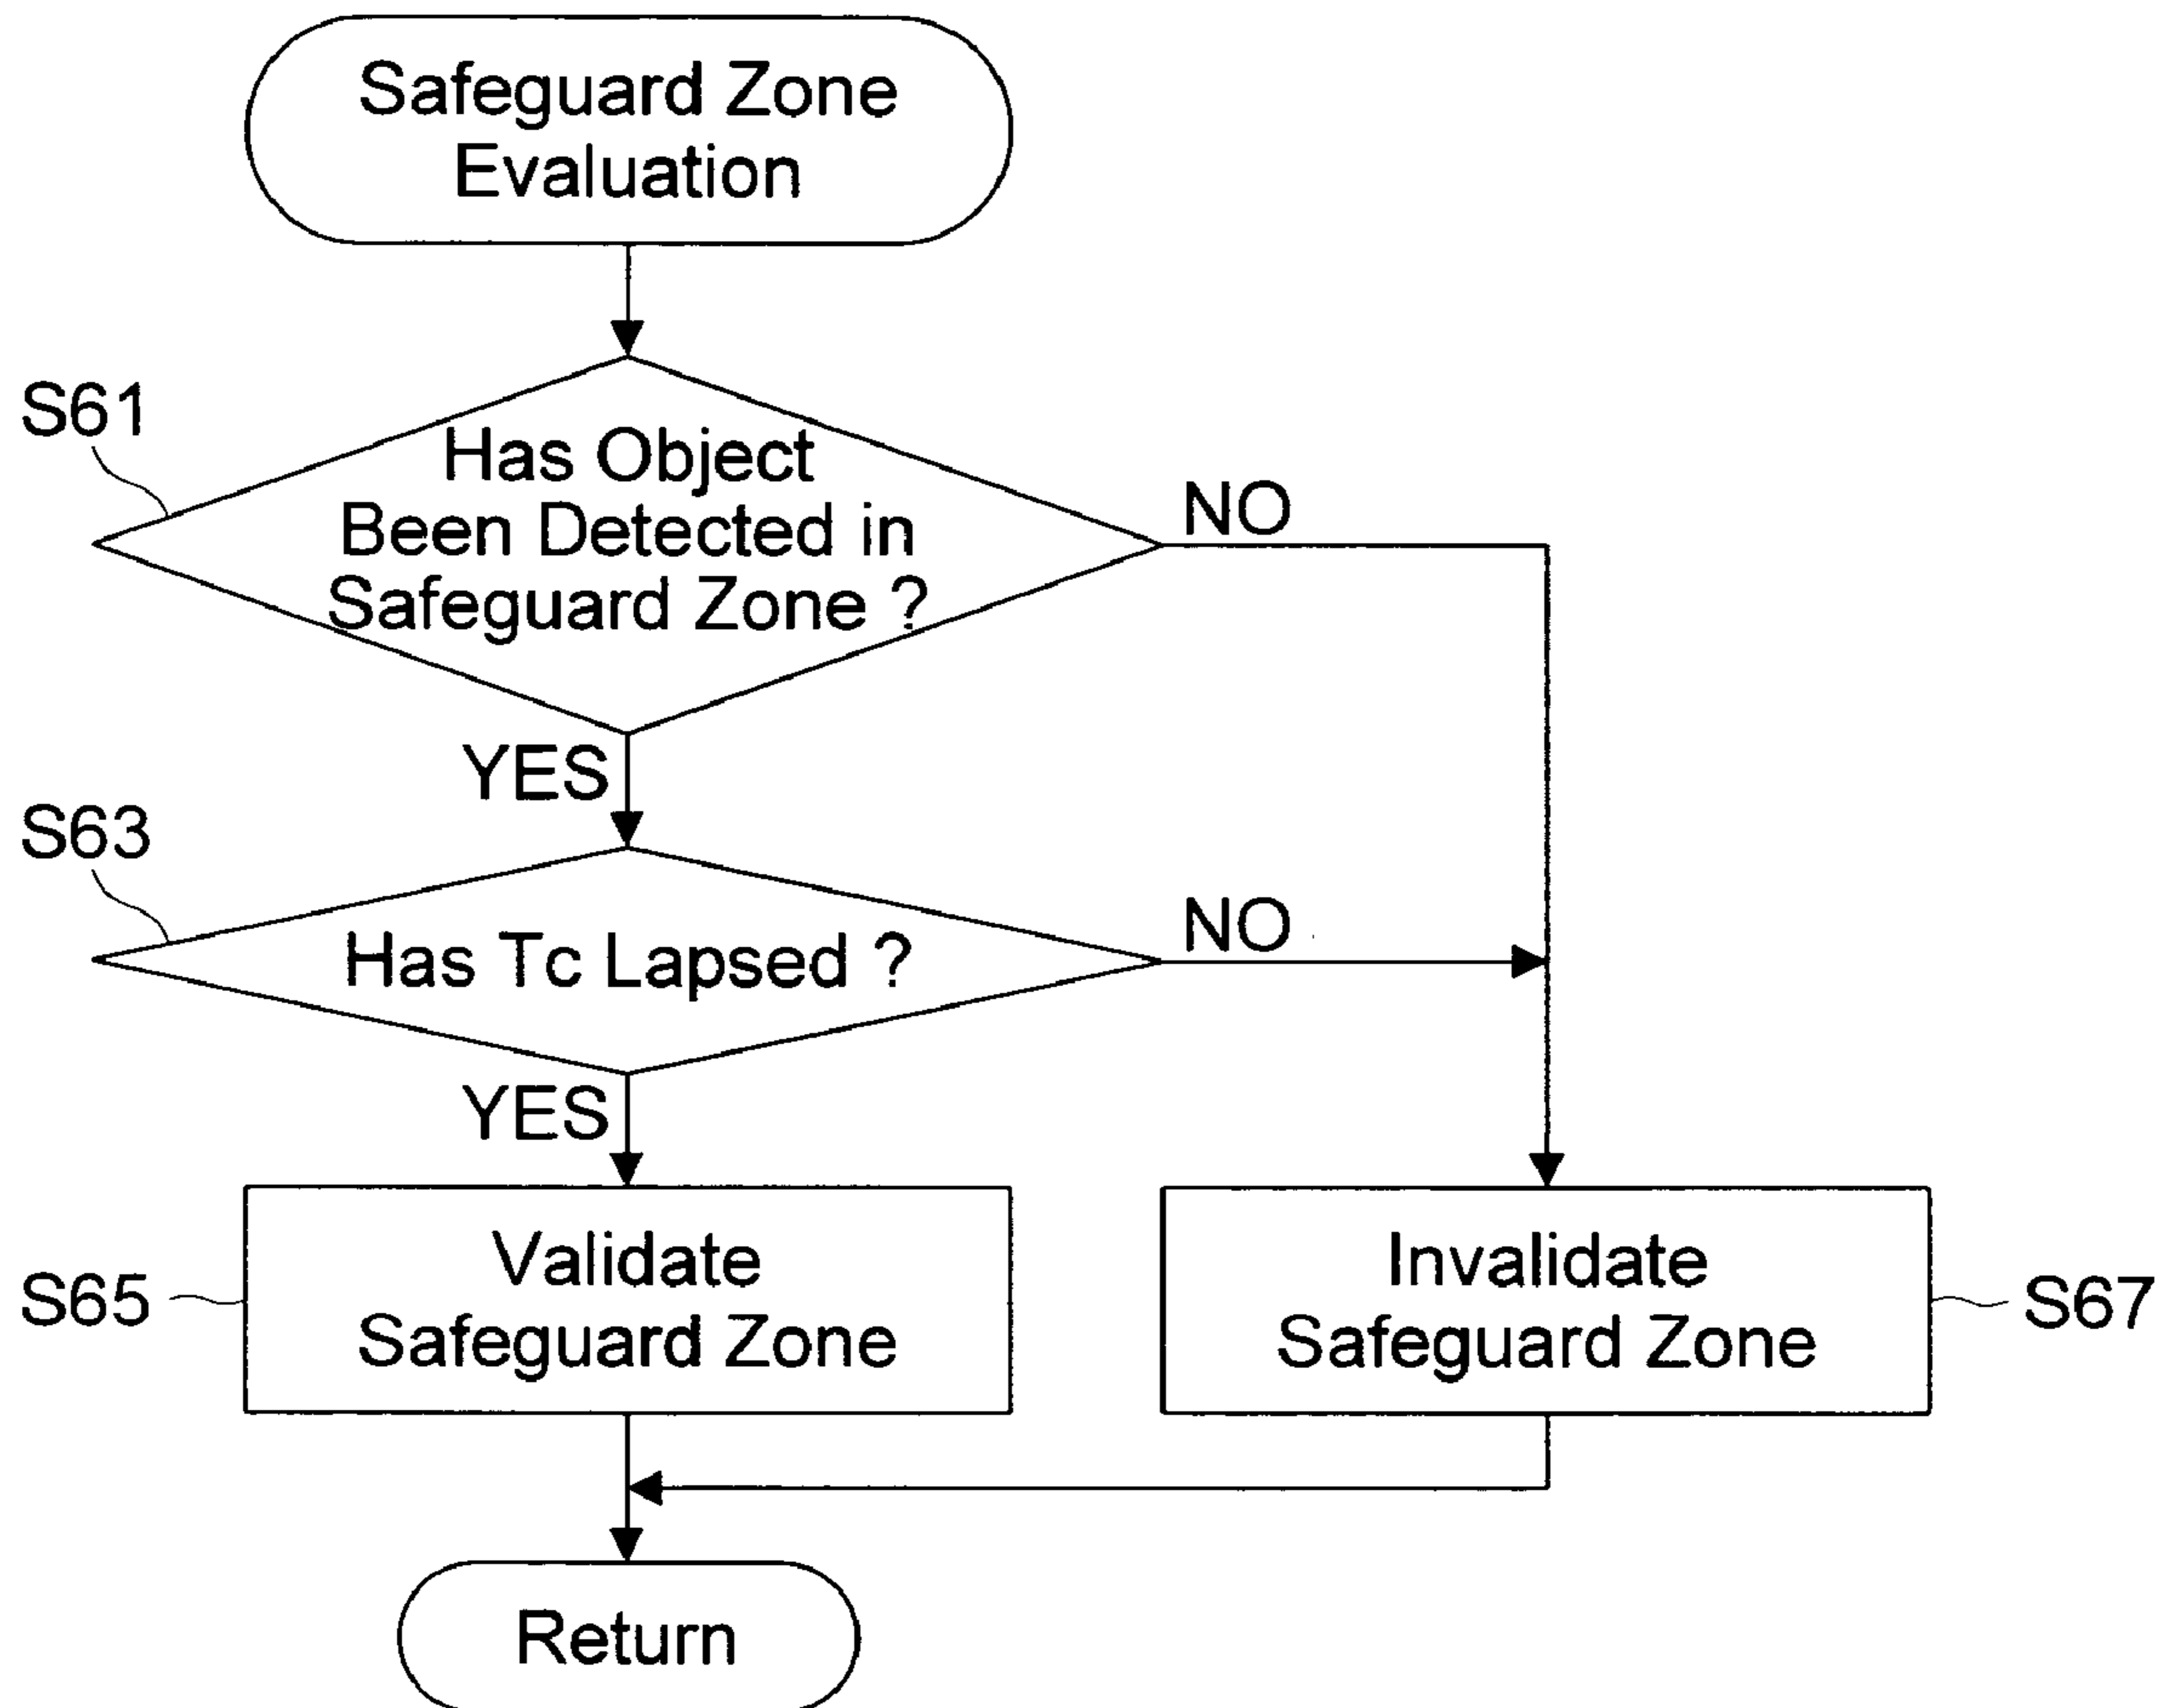 Safeguard Zone
Evaluation
S61
Has Object
Been Detected in
Safeguard Zone ?
NO
YES
S63
Has Tc Lapsed ?
NO
YES
S65
Validate
Safeguard Zone
Invalidate
Safeguard Zone
S67
Return